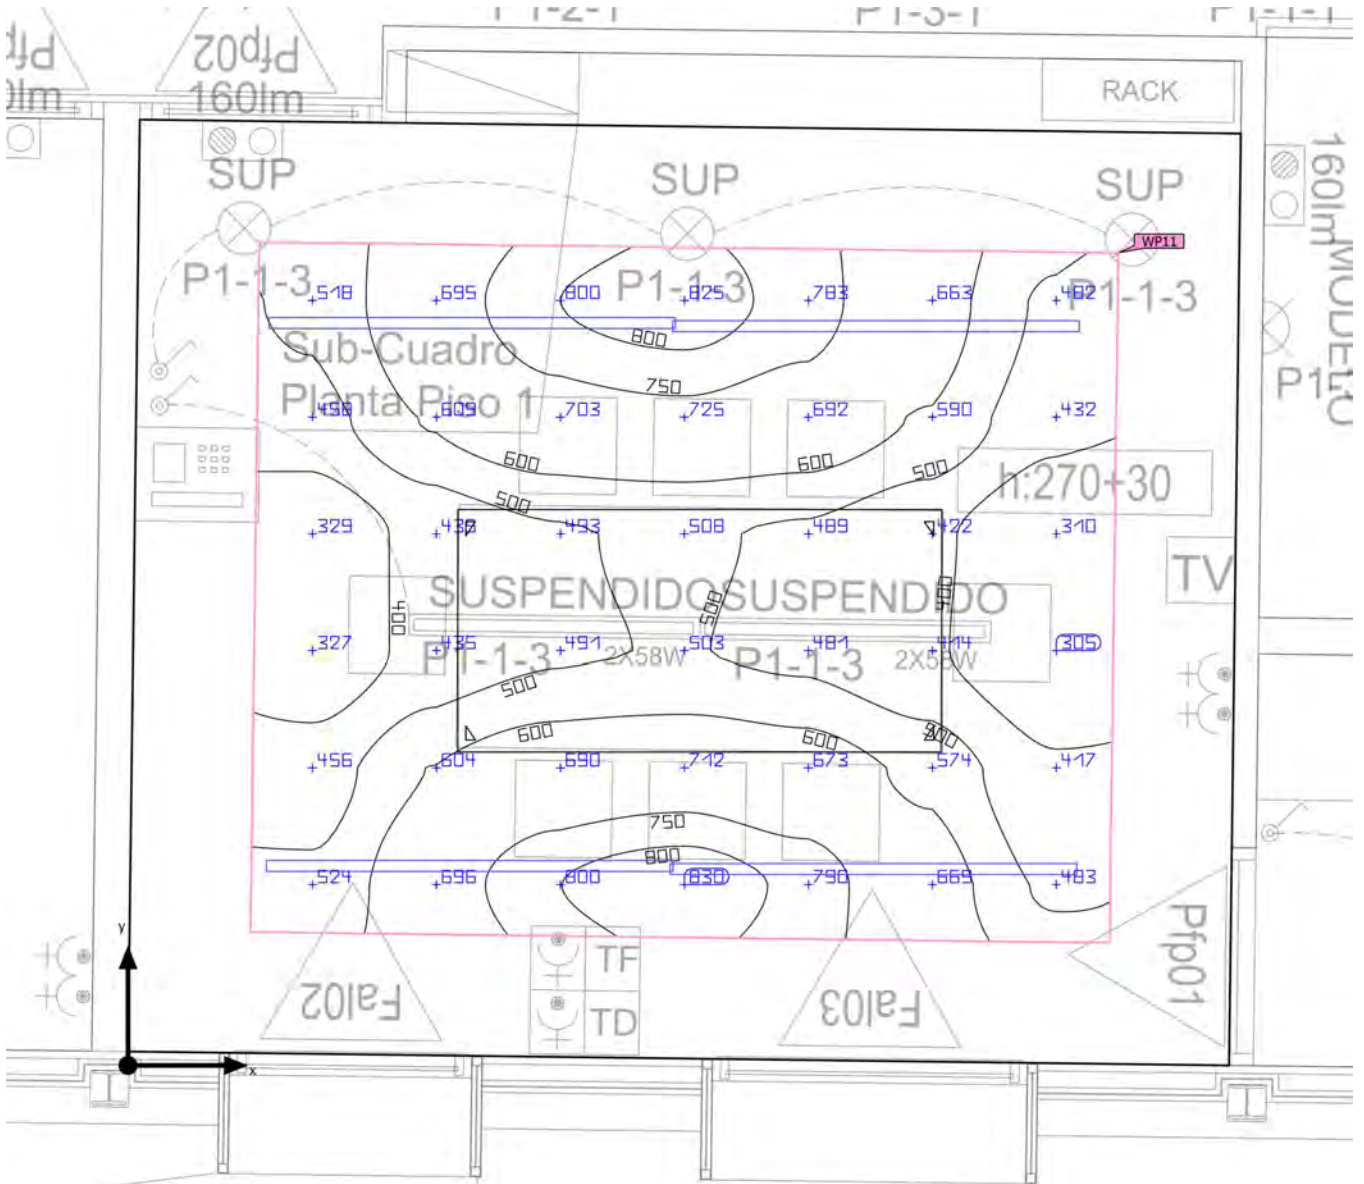 P1-2-1
P1-3-1
P1-1-1
Pfp02
160lm
RACK
SUP
SUP
SUP
160lm
MODELO
WP11
P1-1-3
P1-1-3
P1-1-3
+518 +695 +800 +825 +783 +663 +482
800
Sub-Cuadro
750
Planta Piso 1
+456 +609 +703 +725 +692 +590 +432
600 600 500
h:270+30
500
+329 +436 +493 +508 +489 +422 +310
TV
SUSPENDIDO SUSPENDIDO
400 500 400
+327 +435 +491 +503 +481 +414 +305
P1-1-3 2X58W P1-1-3 2X58W
500
600 600 500
+456 +604 +690 +712 +673 +574 +417
750
800
+524 +696 +800 +830 +790 +669 +483
Pfp01
TF
Fal02
Fal03
TD
y
x